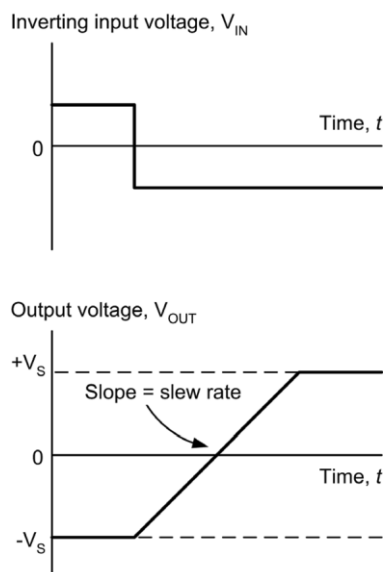 Inverting input voltage, V_IN
Time, t
0
Output voltage, V_OUT
+V_S
Slope = slew rate
0
Time, t
-V_S